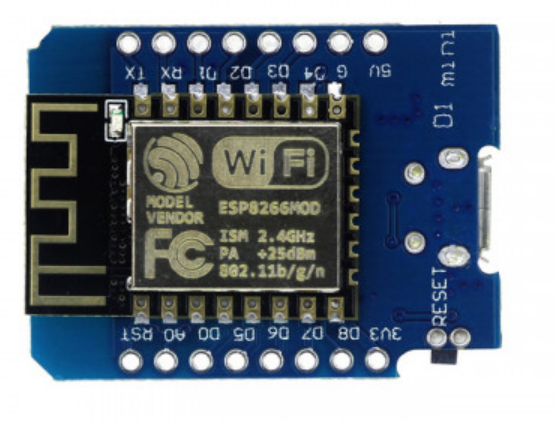 TX RX D1 D2 D3 D4 G 5V
D1 mini
WiFi
MODEL
VENDOR
ESP8266MOD
FC
ISM 2.4GHz
PA +25dBm
802.11b/g/n
RESET
RST A0 D0 D5 D6 D7 D8 3V3